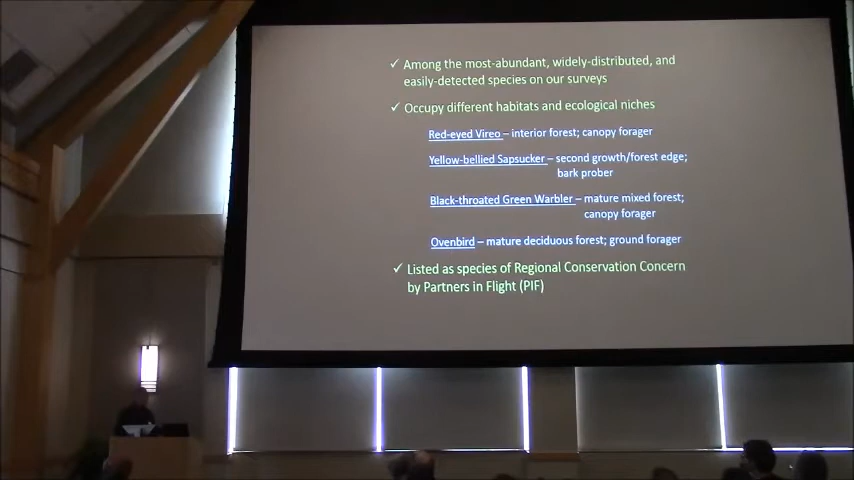 ✓ Among the most-abundant, widely-distributed, and
easily-detected species on our surveys
✓ Occupy different habitats and ecological niches
Red-eyed Vireo – interior forest; canopy forager
Yellow-bellied Sapsucker – second growth/forest edge;
bark prober
Black-throated Green Warbler – mature mixed forest;
canopy forager
Ovenbird – mature deciduous forest; ground forager
✓ Listed as species of Regional Conservation Concern
by Partners in Flight (PIF)